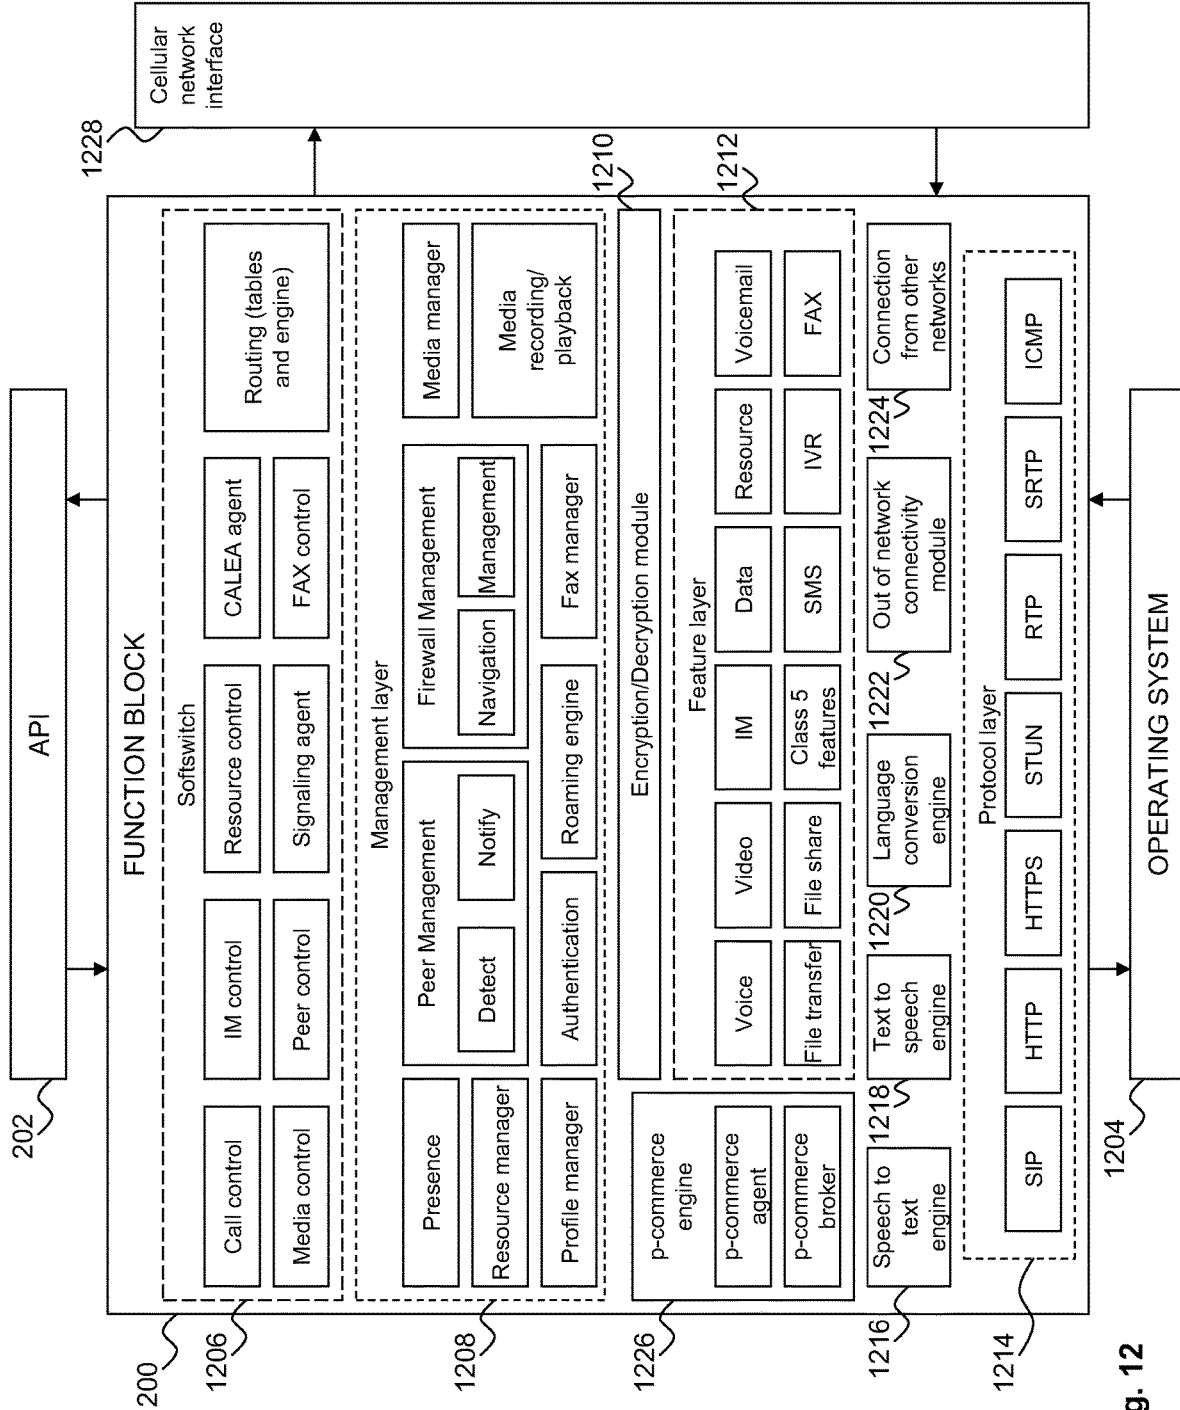 202
API
200
FUNCTION BLOCK
1206
Softswitch
Call control
IM control
Resource control
CALEA agent
Routing (tables
and engine)
Media control
Peer control
Signaling agent
FAX control
1208
Management layer
Presence
Peer Management
Detect
Notify
Firewall Management
Navigation
Management
Media manager
Resource manager
Media
recording/
playback
Profile manager
Authentication
Roaming engine
Fax manager
1210
Encryption/Decryption module
1226
p-commerce
engine
p-commerce
agent
p-commerce
broker
1212
Feature layer
Voice
Video
IM
Data
Resource
Voicemail
File transfer
File share
Class 5
features
SMS
IVR
FAX
1216
Speech to
text
engine
1218
Text to
speech
engine
1220
Language
conversion
engine
1222
Out of network
connectivity
module
1224
Connection
from other
networks
1214
Protocol layer
SIP
HTTP
HTTPS
STUN
RTP
SRTP
ICMP
1204
OPERATING SYSTEM
1228
Cellular
network
interface
g. 12